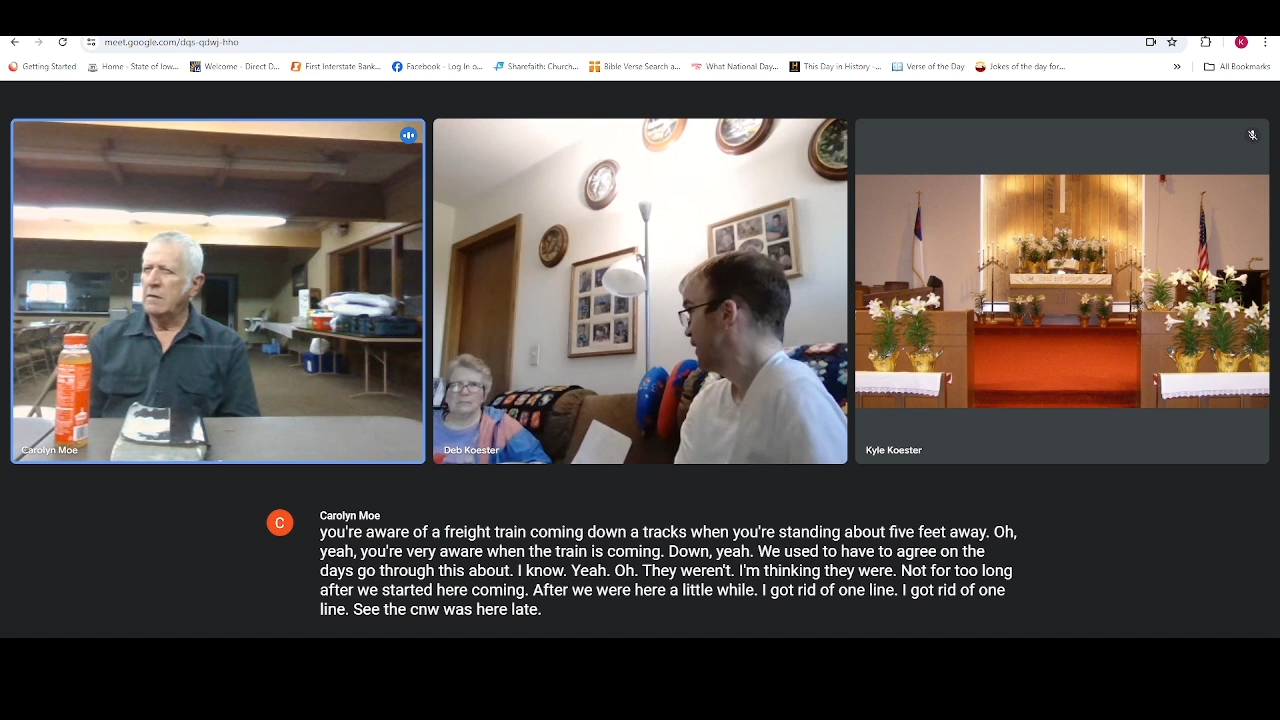 meet.google.com/dqs-qdwj-hho
K
Getting Started
Home - State of Iow...
Welcome - Direct D...
First Interstate Bank...
Facebook - Log In o...
Sharefaith: Church...
Bible Verse Search a...
What National Day...
This Day in History -...
Verse of the Day
Jokes of the day for...
»
All Bookmarks
Carolyn Moe
Deb Koester
Kyle Koester
C
Carolyn Moe
you're aware of a freight train coming down a tracks when you're standing about five feet away. Oh,
yeah, you're very aware when the train is coming. Down, yeah. We used to have to agree on the
days go through this about. I know. Yeah. Oh. They weren't. I'm thinking they were. Not for too long
after we started here coming. After we were here a little while. I got rid of one line. I got rid of one
line. See the cnw was here late.